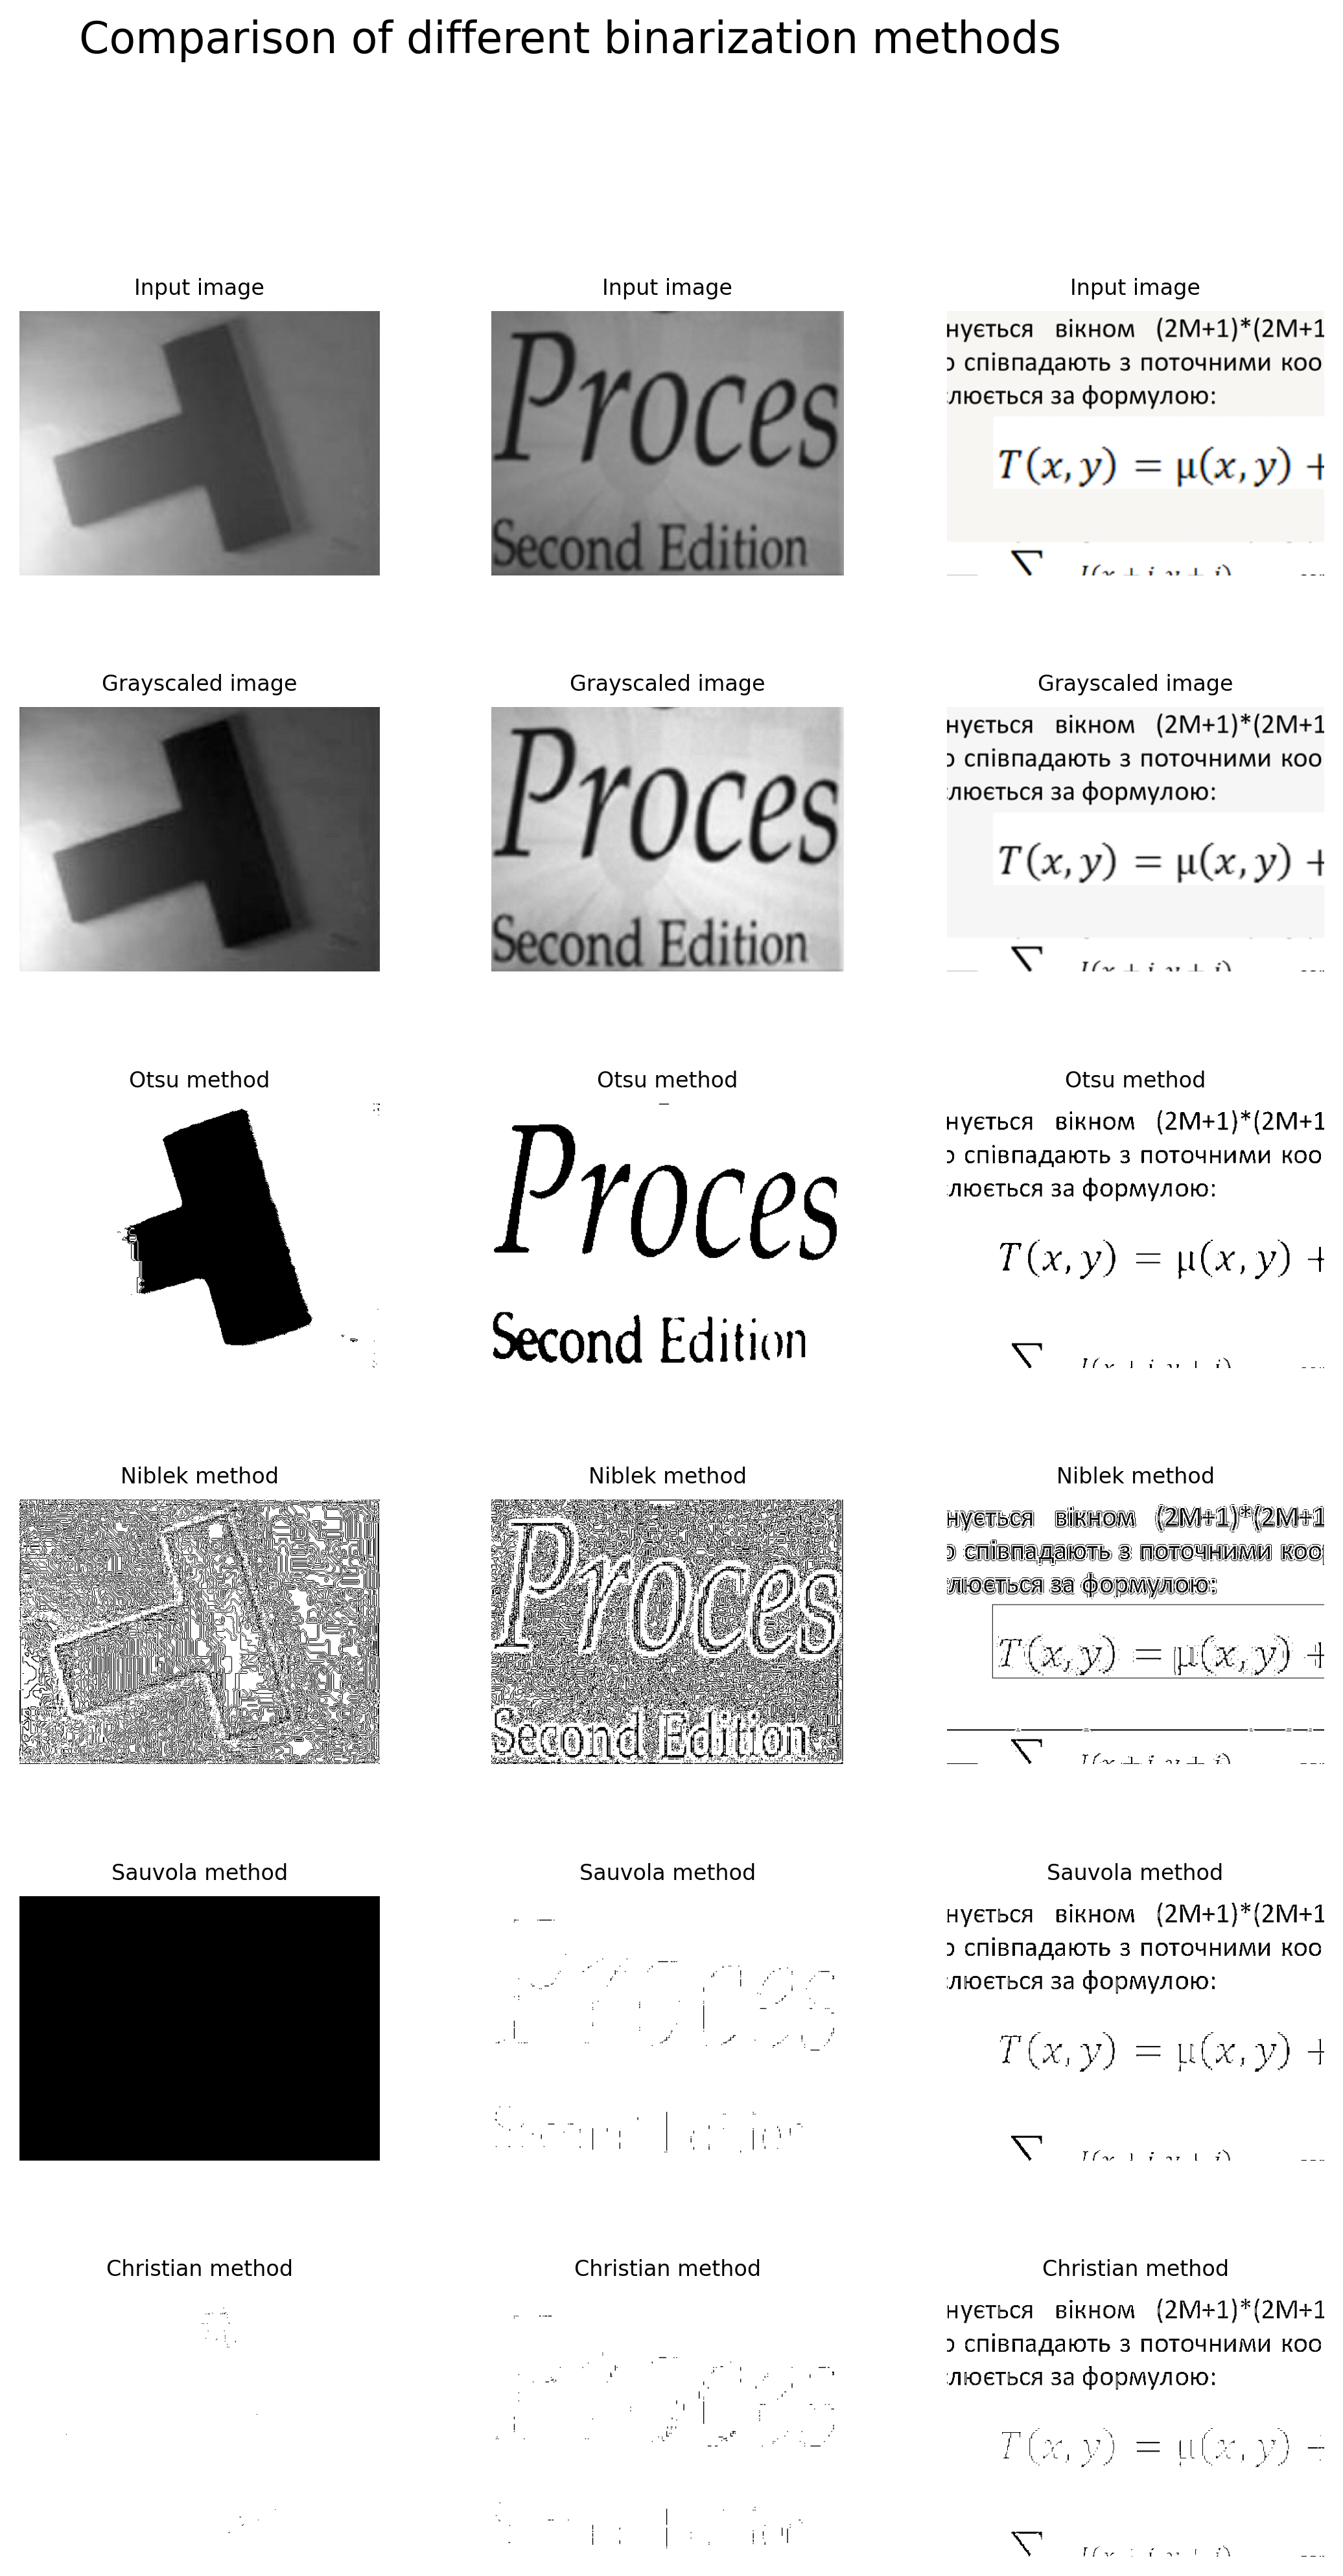 Comparison of different binarization methods
Input image Input image Input image
Proces
Second Edition
нується вікном (2M+1)*(2M+1
о співпадають з поточними коо
люється за формулою:
T(x, y) = μ(x, y) +
Grayscaled image Grayscaled image Grayscaled image
Proces
Second Edition
нується вікном (2M+1)*(2M+1
о співпадають з поточними коо
люється за формулою:
T(x, y) = μ(x, y) +
Otsu method Otsu method Otsu method
Proces
Second Edition
нується вікном (2M+1)*(2M+1
о співпадають з поточними коо
люється за формулою:
T(x, y) = μ(x, y) +
Niblek method Niblek method Niblek method
Proces
Second Edition
нується вікном (2M+1)*(2M+1
о співпадають з поточними коо
люється за формулою:
T(x, y) = μ(x, y) +
Sauvola method Sauvola method Sauvola method
Proces
нується вікном (2M+1)*(2M+1
о співпадають з поточними коо
люється за формулою:
T(x, y) = μ(x, y) +
Christian method Christian method Christian method
нується вікном (2M+1)*(2M+1
о співпадають з поточними коо
люється за формулою:
T(x, y) = μ(x, y) +